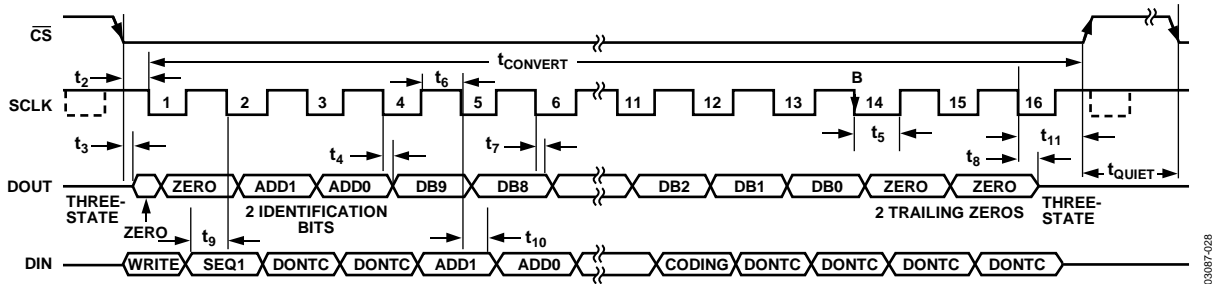 CS
tCONVERT
t2
t6
B
SCLK
1 2 3 4 5 6 11 12 13 14 15 16
t3
t4
t7
t5
t8
t11
tQUIET
DOUT
ZERO ADD1 ADD0 DB9 DB8 DB2 DB1 DB0 ZERO ZERO
THREE-
STATE
ZERO
2 IDENTIFICATION
BITS
2 TRAILING ZEROS
THREE-
STATE
t9
t10
DIN
WRITE SEQ1 DONTC DONTC ADD1 ADD0 CODING DONTC DONTC DONTC DONTC
03087-028